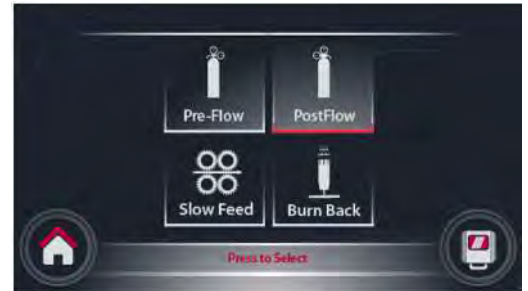 Pre-Flow
PostFlow
Slow Feed
Burn Back
Press to Select